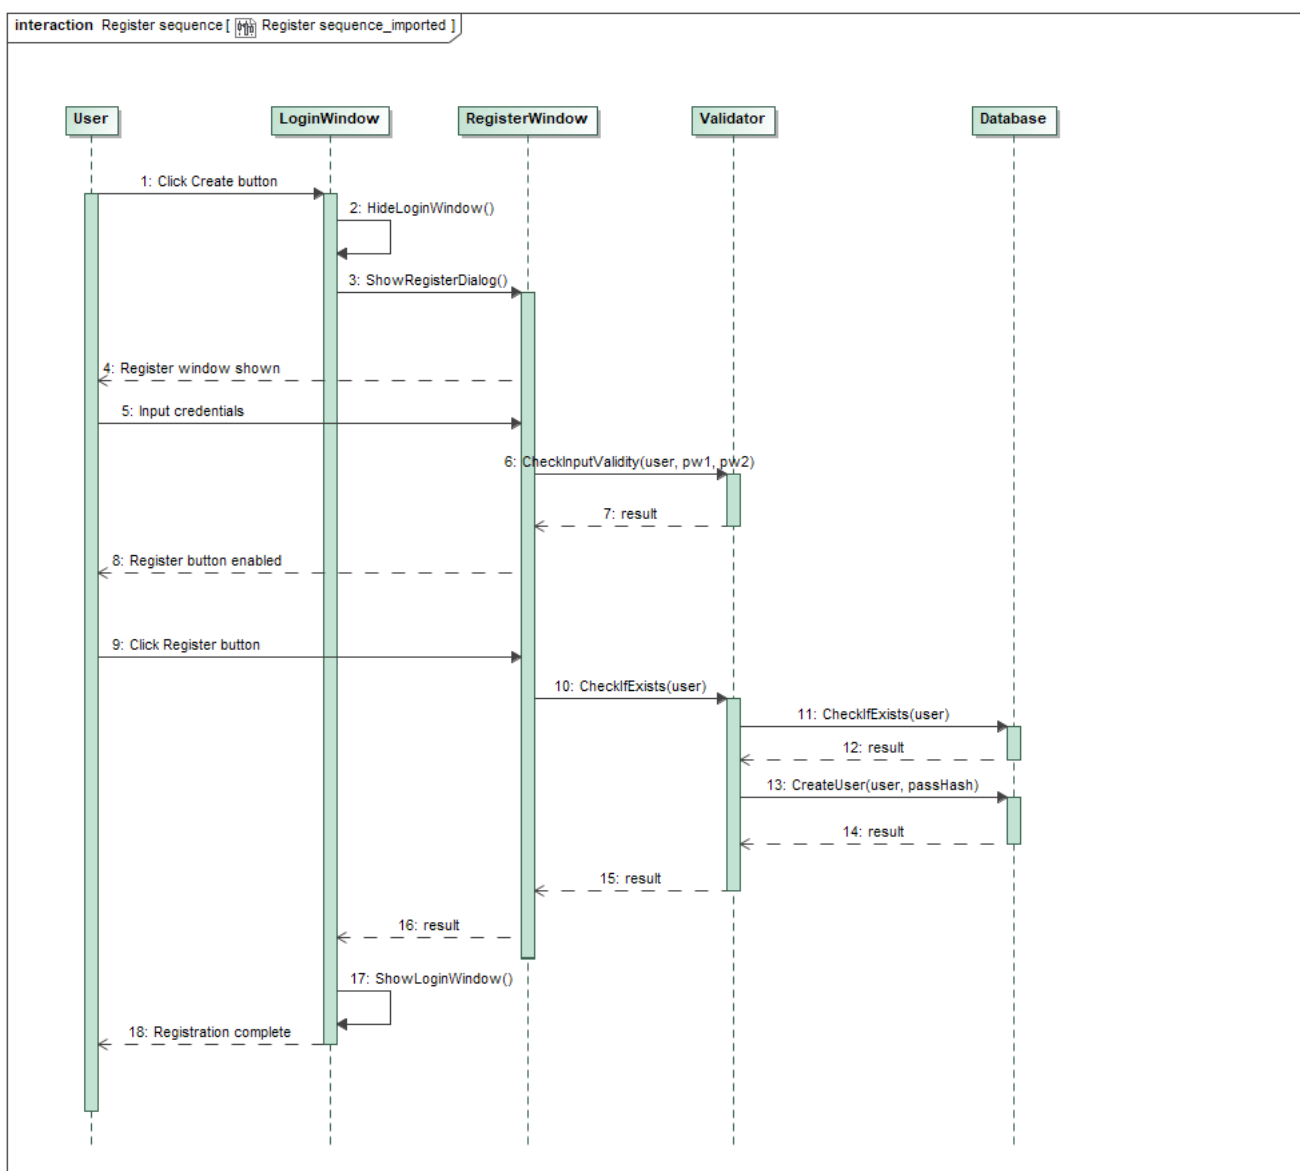 interaction Register sequence [ Register sequence_imported ]
User
LoginWindow
RegisterWindow
Validator
Database
1: Click Create button
2: HideLoginWindow()
3: ShowRegisterDialog()
4: Register window shown
5: Input credentials
6: CheckInputValidity(user, pw1, pw2)
7: result
8: Register button enabled
9: Click Register button
10: CheckIfExists(user)
11: CheckIfExists(user)
12: result
13: CreateUser(user, passHash)
14: result
15: result
16: result
17: ShowLoginWindow()
18: Registration complete